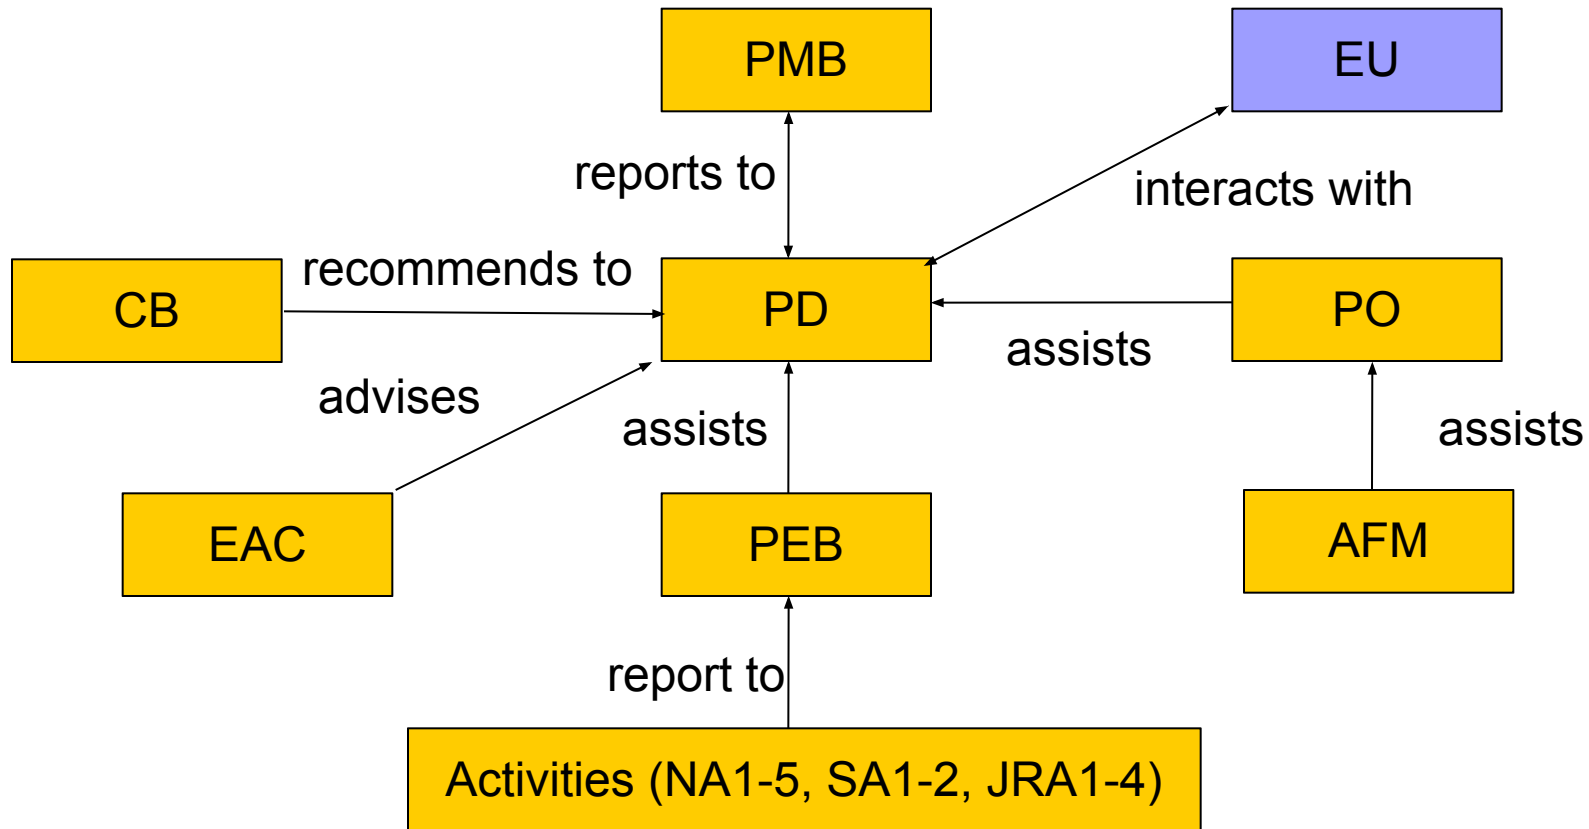 PMB
EU
reports to
interacts with
recommends to
CB
PD
PO
assists
advises
assists
assists
EAC
PEB
AFM
report to
Activities (NA1-5, SA1-2, JRA1-4)